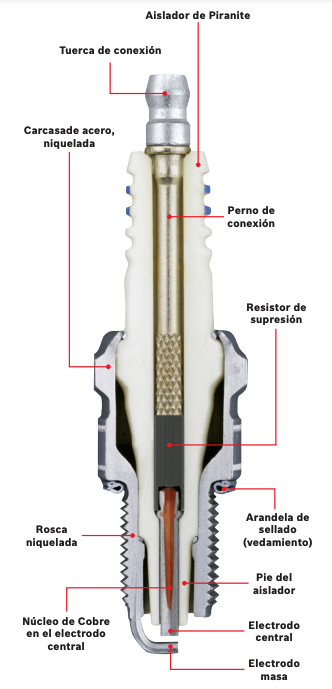 Aislador de Piranite
Tuerca de conexión
Carcasade acero,
niquelada
Perno de
conexión
Resistor de
supresión
Arandela de
sellado
(vedamiento)
Rosca
niquelada
Pie del
aislador
Núcleo de Cobre
en el electrodo
central
Electrodo
central
Electrodo
masa